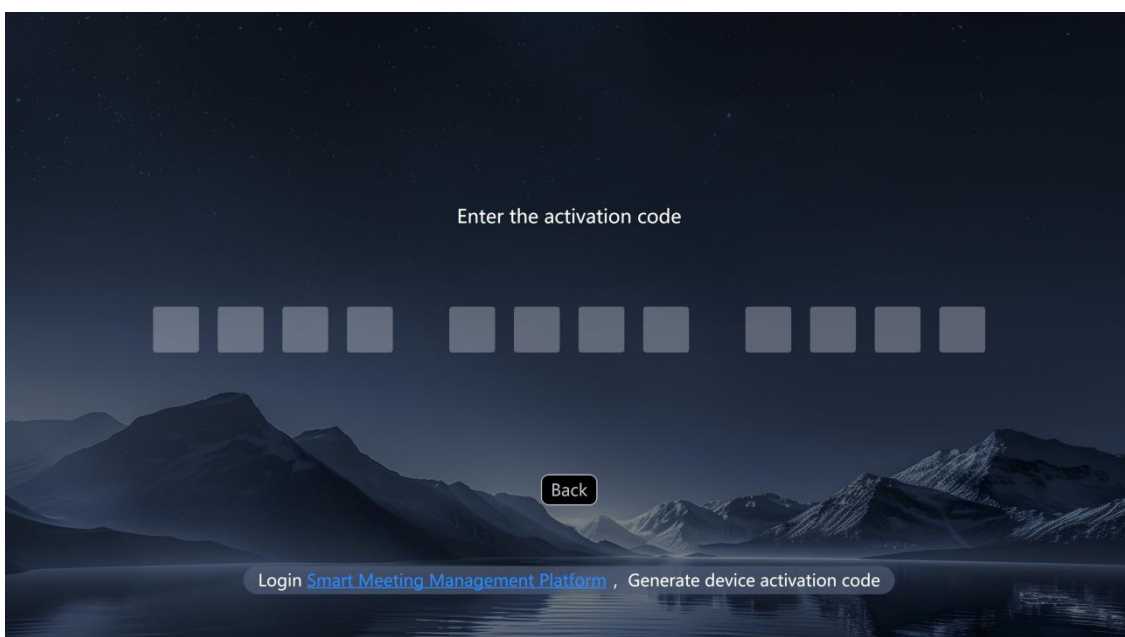 Enter the activation code
Back
Login Smart Meeting Management Platform , Generate device activation code